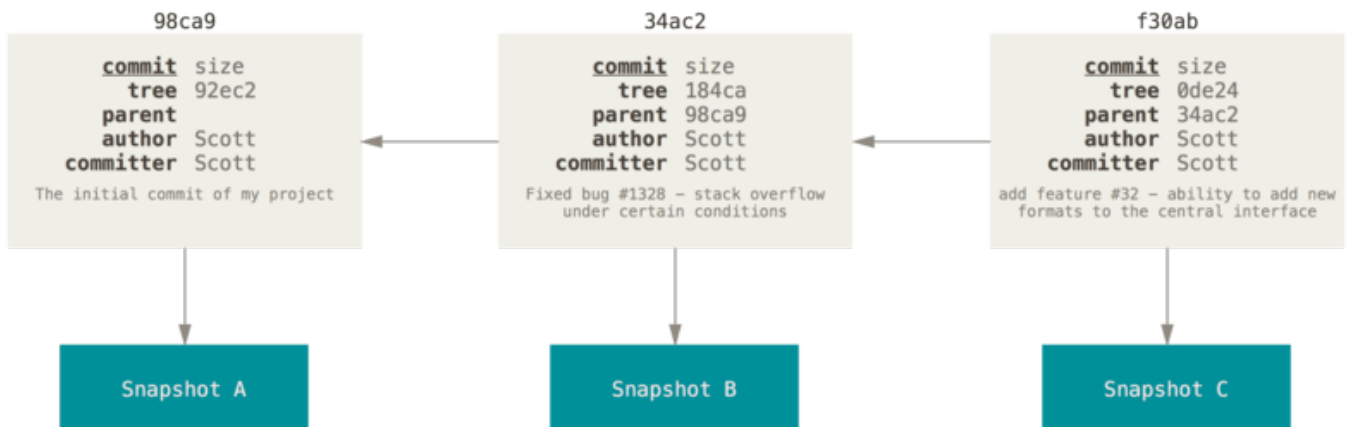 98ca9
commit size
tree 92ec2
parent
author Scott
committer Scott
The initial commit of my project
Snapshot A
34ac2
commit size
tree 184ca
parent 98ca9
author Scott
committer Scott
Fixed bug #1328 – stack overflow
under certain conditions
Snapshot B
f30ab
commit size
tree 0de24
parent 34ac2
author Scott
committer Scott
add feature #32 – ability to add new
formats to the central interface
Snapshot C